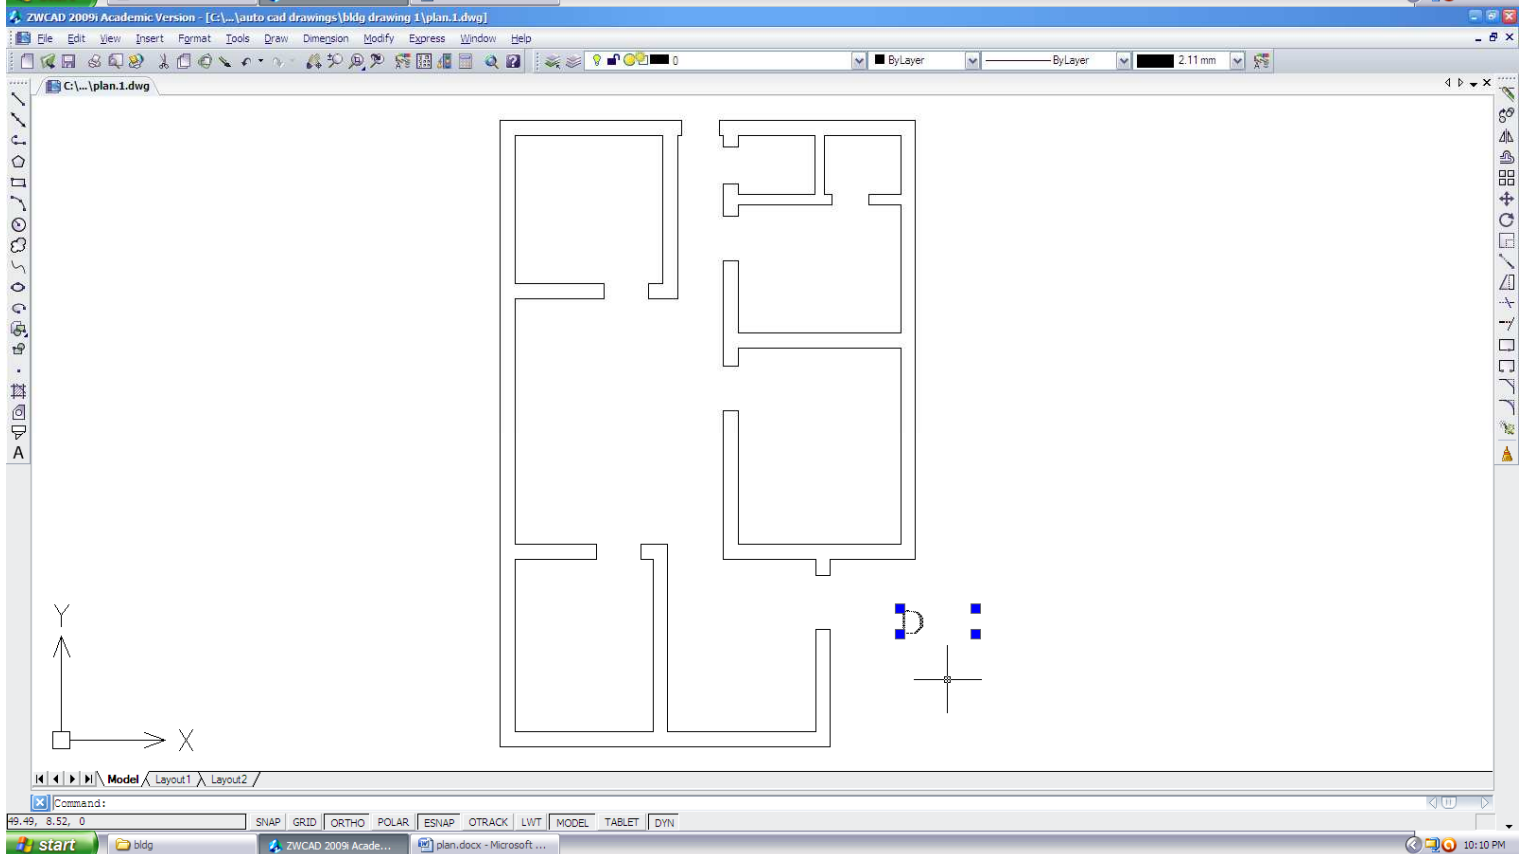 ZWCAD 2009i Academic Version - [C:\...\auto cad drawings\bldg drawing 1\plan.1.dwg]
File Edit View Insert Format Tools Draw Dimension Modify Express Window Help
0 ByLayer ByLayer 2.11 mm
C:\...\plan.1.dwg
A
D
Y
X
Model Layout1 Layout2
Command:
49.49, 8.52, 0 SNAP GRID ORTHO POLAR ESNAP OTRACK LWT MODEL TABLET DYN
start bldg ZWCAD 2009i Acade... plan.docx - Microsoft ... 10:10 PM